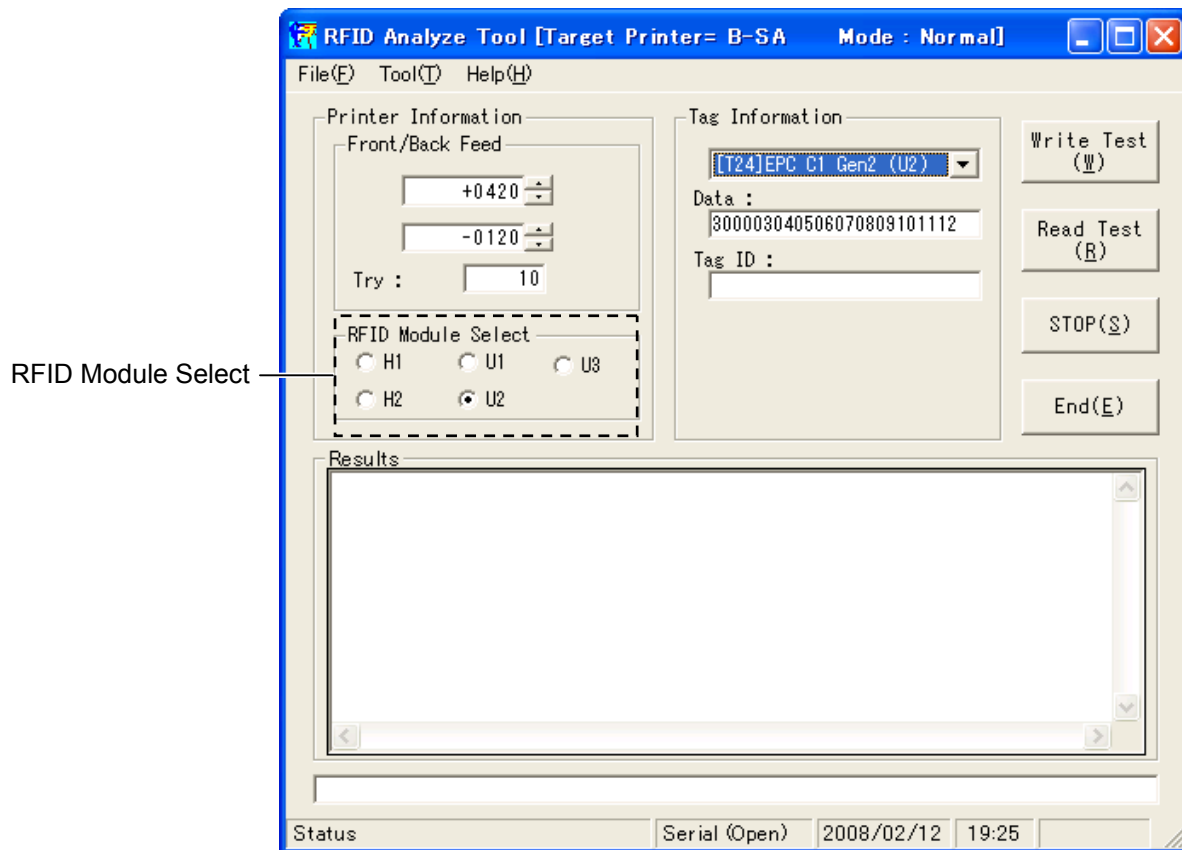 RFID Analyze Tool [Target Printer= B-SA Mode : Normal]
File(F) Tool(T) Help(H)
Printer Information
Front/Back Feed
+0420
-0120
Try : 10
RFID Module Select
H1 U1 U3
H2 U2
RFID Module Select
Tag Information
[T24]EPC C1 Gen2 (U2)
Data :
300003040506070809101112
Tag ID :
Write Test
(W)
Read Test
(R)
STOP(S)
End(E)
Results
Status Serial (Open) 2008/02/12 19:25